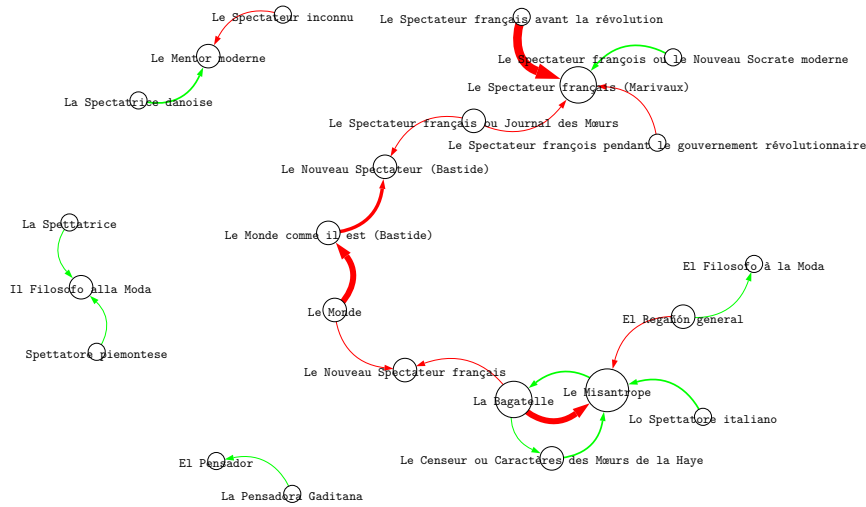 Le Spectateur inconnu
Le Spectateur français avant la révolution
Le Mentor moderne
Le Spectateur françois ou le Nouveau Socrate moderne
Le Spectateur français (Marivaux)
La Spectatrice danoise
Le Spectateur français ou Journal des Mœurs
Le Spectateur françois pendant le gouvernement révolutionnaire
Le Nouveau Spectateur (Bastide)
La Spettatrice
Le Monde comme il est (Bastide)
El Filosofo à la Moda
Il Filosofo alla Moda
Le Monde
El Regañón general
Spettatore piemontese
Le Nouveau Spectateur français
Le Misantrope
La Bagatelle
Lo Spettatore italiano
Le Censeur ou Caractères des Mœurs de la Haye
El Pensador
La Pensadora Gaditana